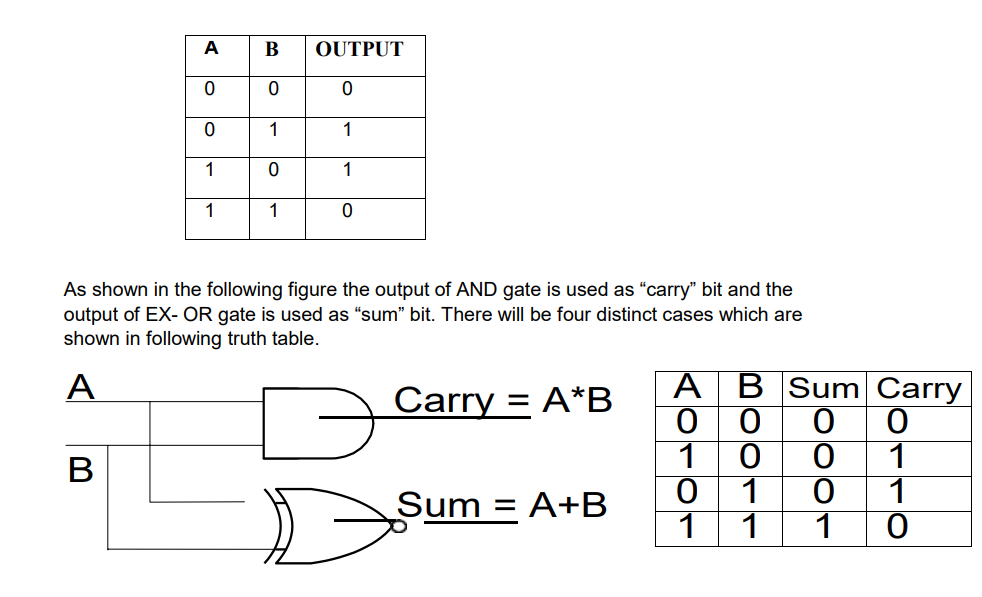 A B OUTPUT
0 0 0
0 1 1
1 0 1
1 1 0
As shown in the following figure the output of AND gate is used as “carry” bit and the
output of EX- OR gate is used as “sum” bit. There will be four distinct cases which are
shown in following truth table.
A
B
Carry = A*B
Sum = A+B
A B Sum Carry
0 0 0 0
1 0 0 1
0 1 0 1
1 1 1 0